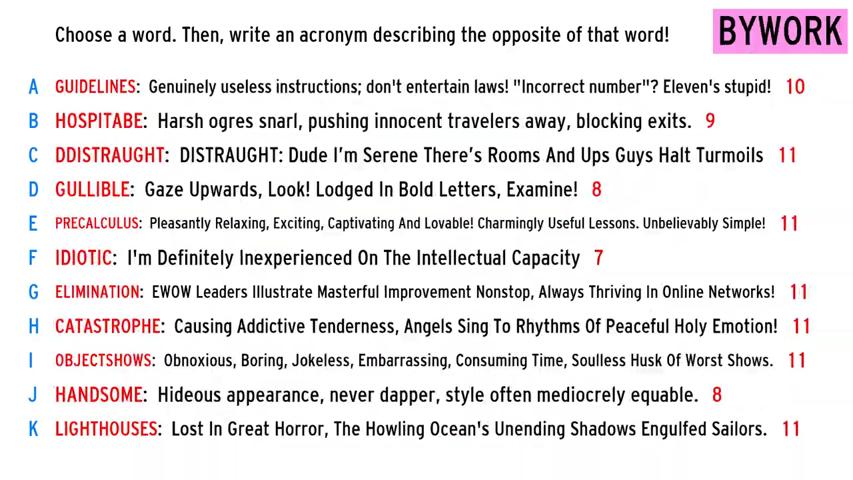 Choose a word. Then, write an acronym describing the opposite of that word!
BYWORK
A GUIDELINES: Genuinely useless instructions; don't entertain laws! "Incorrect number"? Eleven's stupid! 10
B HOSPITABE: Harsh ogres snarl, pushing innocent travelers away, blocking exits. 9
C DDISTRAUGHT: DISTRAUGHT: Dude I'm Serene There's Rooms And Ups Guys Halt Turmoils 11
D GULLIBLE: Gaze Upwards, Look! Lodged In Bold Letters, Examine! 8
E PRECALCULUS: Pleasantly Relaxing, Exciting, Captivating And Lovable! Charmingly Useful Lessons. Unbelievably Simple! 11
F IDIOTIC: I'm Definitely Inexperienced On The Intellectual Capacity 7
G ELIMINATION: EWOW Leaders Illustrate Masterful Improvement Nonstop, Always Thriving In Online Networks! 11
H CATASTROPHE: Causing Addictive Tenderness, Angels Sing To Rhythms Of Peaceful Holy Emotion! 11
I OBJECTSHOWS: Obnoxious, Boring, Jokeless, Embarrassing, Consuming Time, Soulless Husk Of Worst Shows. 11
J HANDSOME: Hideous appearance, never dapper, style often mediocrely equable. 8
K LIGHTHOUSES: Lost In Great Horror, The Howling Ocean's Unending Shadows Engulfed Sailors. 11